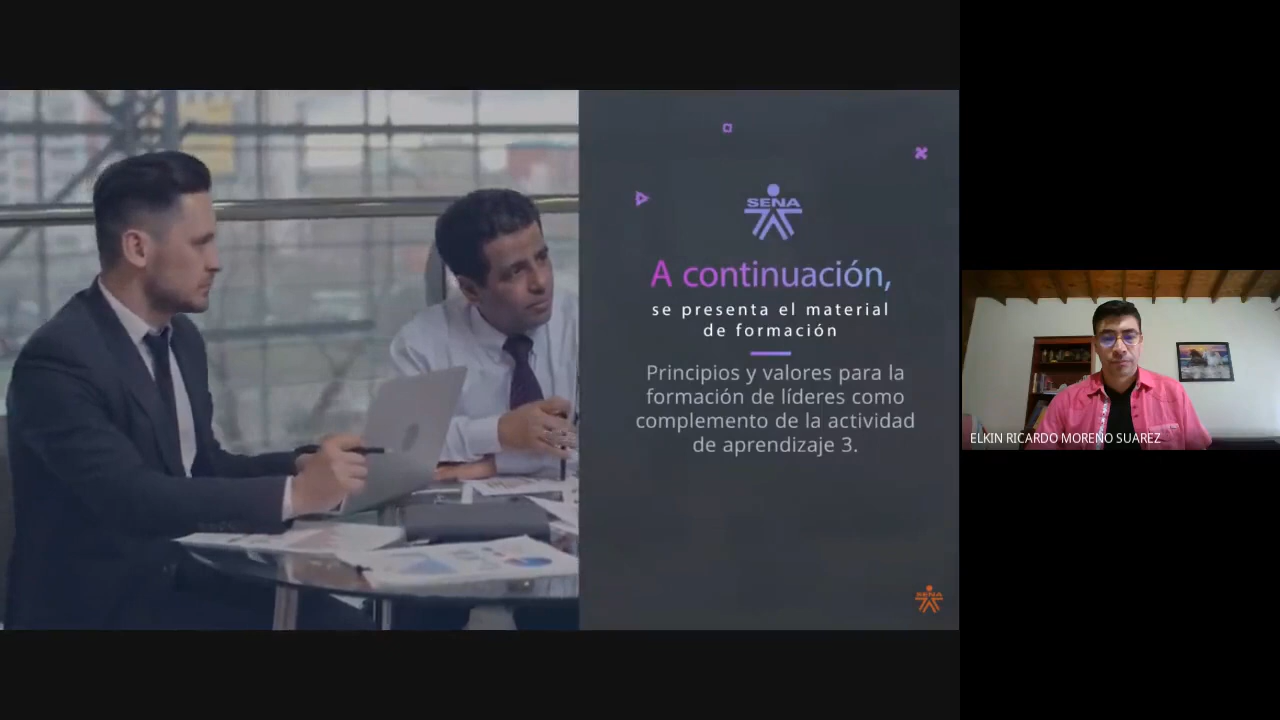 SENA
A continuación,
se presenta el material
de formación
Principios y valores para la
formación de líderes como
complemento de la actividad
de aprendizaje 3.
SENA
ELKIN RICARDO MORENO SUAREZ